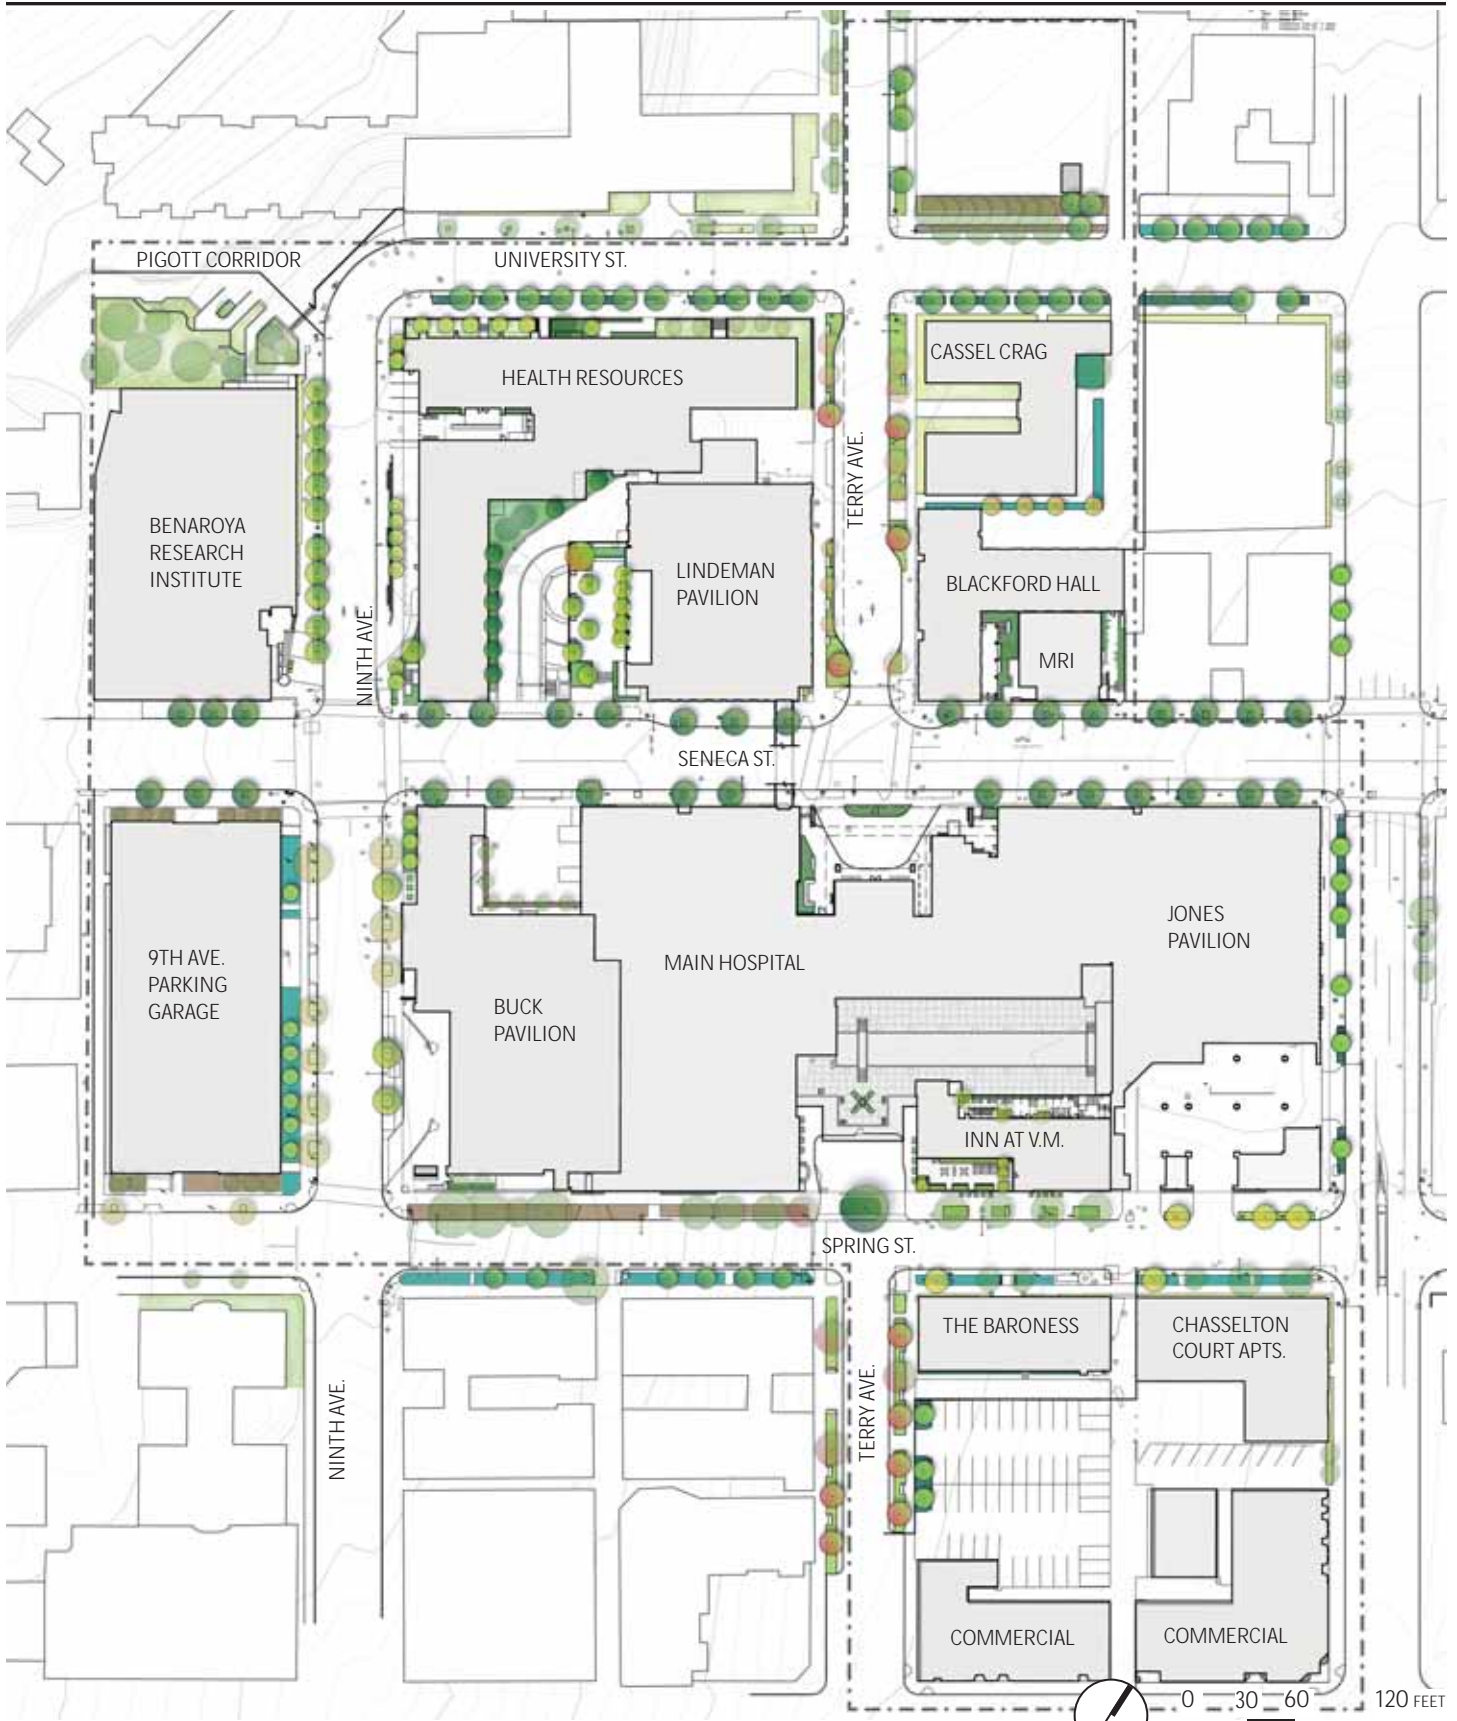 PIGOTT CORRIDOR
UNIVERSITY ST.
CASSEL CRAG
HEALTH RESOURCES
TERRY AVE.
BENAROYA
RESEARCH
INSTITUTE
LINDEMAN
PAVILION
BLACKFORD HALL
NINTH AVE.
MRI
SENECA ST.
JONES
PAVILION
9TH AVE.
PARKING
GARAGE
MAIN HOSPITAL
BUCK
PAVILION
INN AT V.M.
SPRING ST.
THE BARONESS
CHASSELTON
COURT APTS.
NINTH AVE.
TERRY AVE.
COMMERCIAL
COMMERCIAL
0 30 60 120 FEET